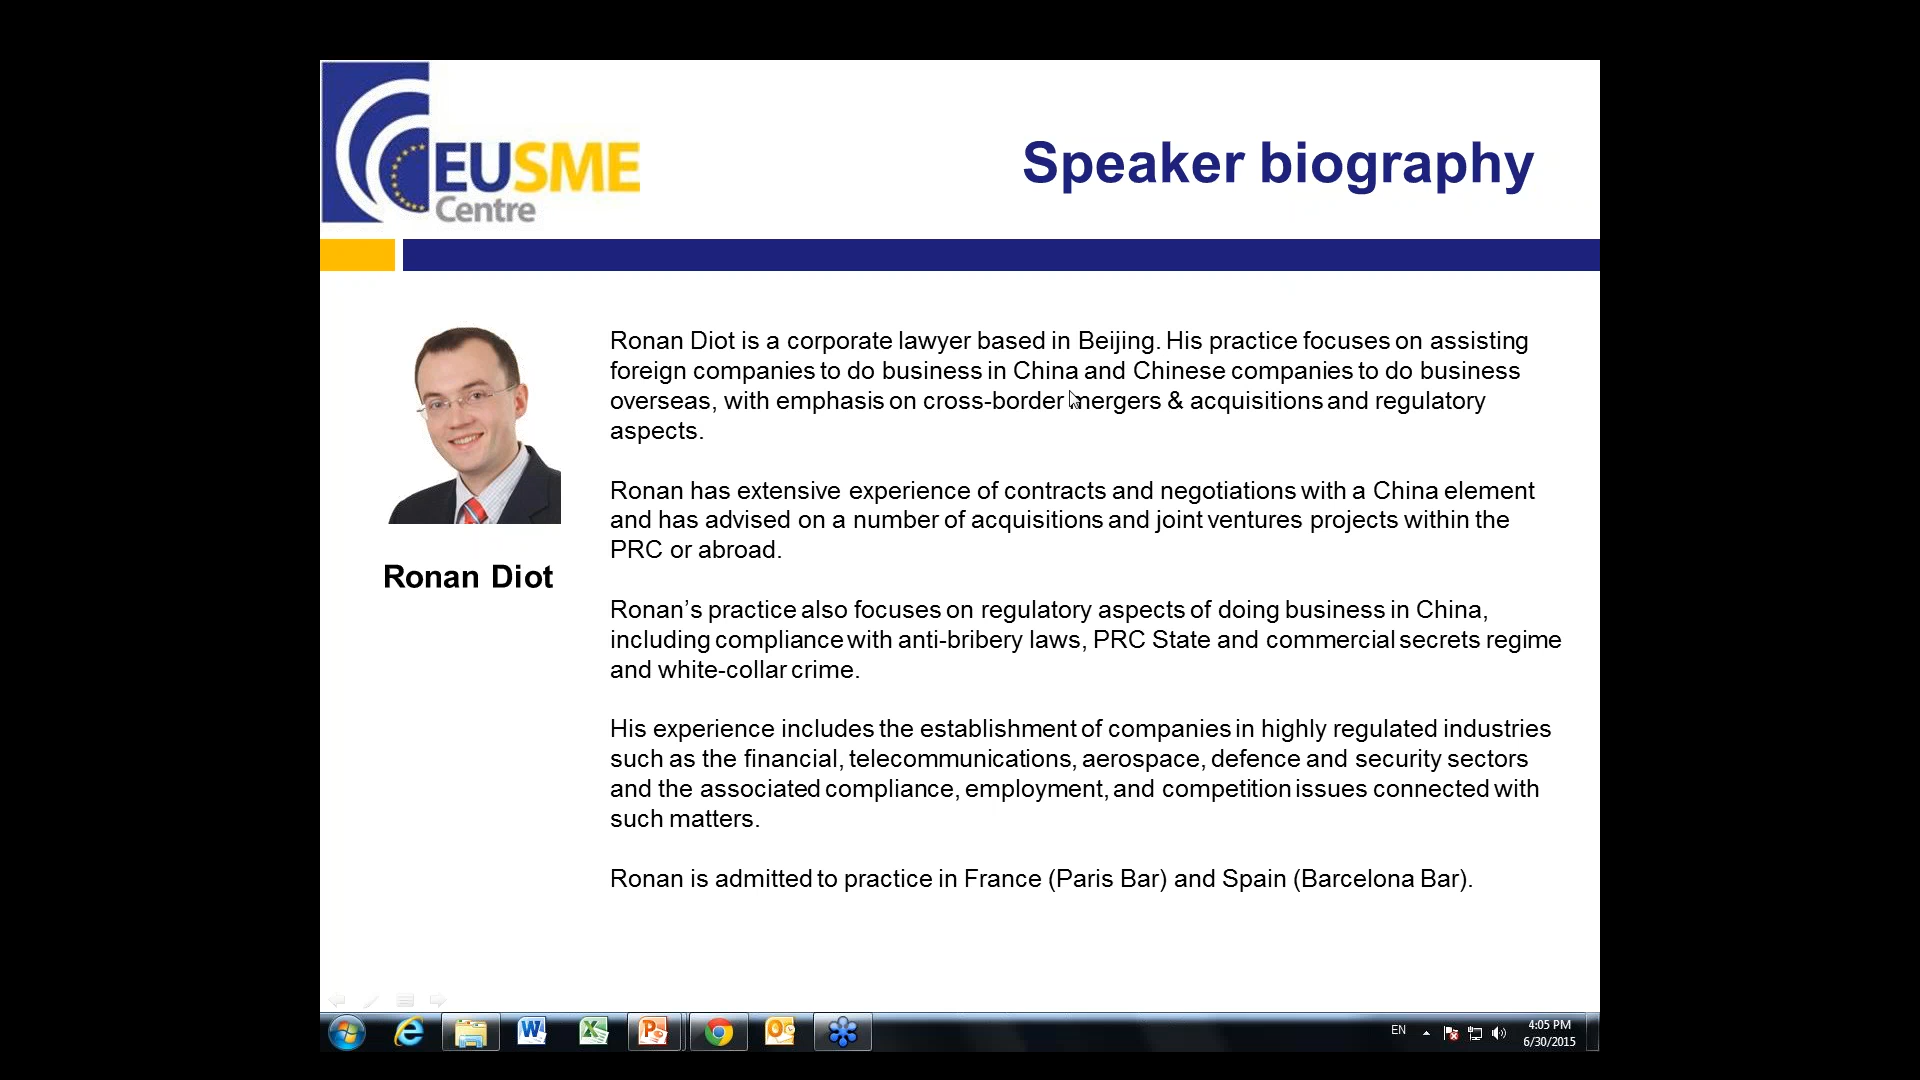 EUSME
Centre
Speaker biography
Ronan Diot is a corporate lawyer based in Beijing. His practice focuses on assisting
foreign companies to do business in China and Chinese companies to do business
overseas, with emphasis on cross-border mergers & acquisitions and regulatory
aspects.
Ronan has extensive experience of contracts and negotiations with a China element
and has advised on a number of acquisitions and joint ventures projects within the
PRC or abroad.
Ronan Diot
Ronan’s practice also focuses on regulatory aspects of doing business in China,
including compliance with anti-bribery laws, PRC State and commercial secrets regime
and white-collar crime.
His experience includes the establishment of companies in highly regulated industries
such as the financial, telecommunications, aerospace, defence and security sectors
and the associated compliance, employment, and competition issues connected with
such matters.
Ronan is admitted to practice in France (Paris Bar) and Spain (Barcelona Bar).
EN
4:05 PM
6/30/2015